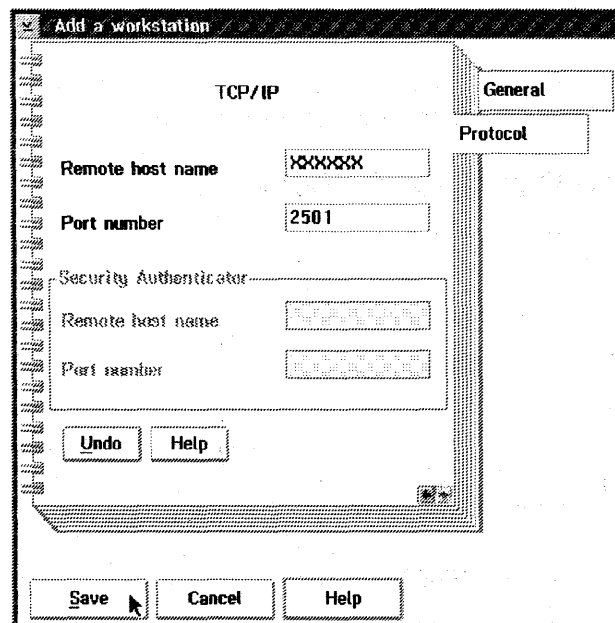 Add a workstation
TCP/IP
General
Protocol
Remote host name XXXXXX
Port number 2501
Security Authenticator
Remote host name
Port number
Undo Help
Save Cancel Help